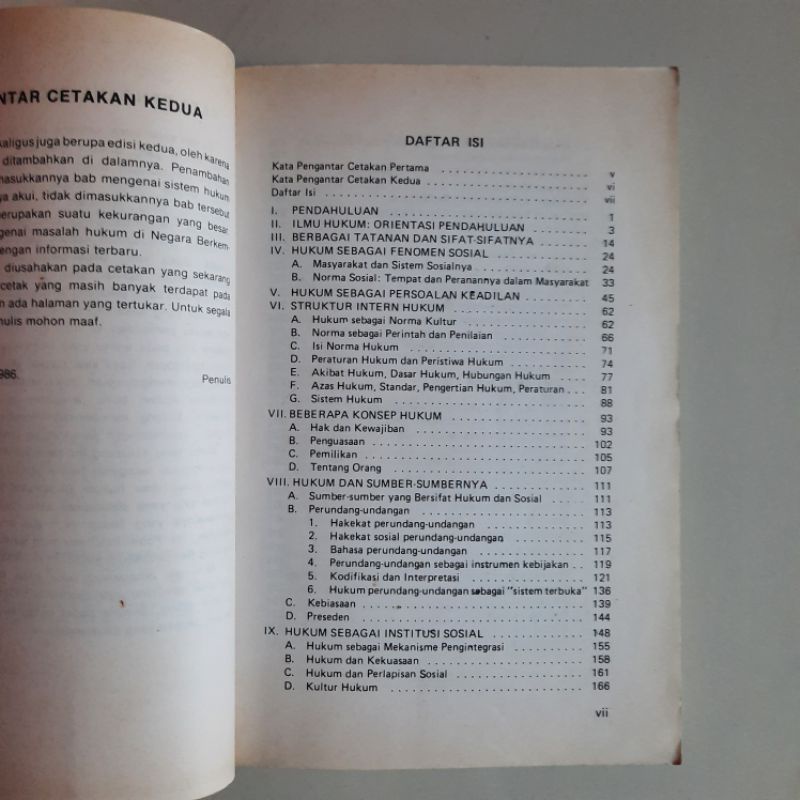 NTAR CETAKAN KEDUA
kaligus juga berupa edisi kedua, oleh karena
ditambahkan di dalamnya. Penambahan
masukkannya bab mengenai sistem hukum
ya akui, tidak dimasukkannya bab tersebut
erupakan suatu kekurangan yang besar
genai masalah hukum di Negara Berkem-
engan informasi terbaru.
diusahakan pada cetakan yang sekarang
cetak yang masih banyak terdapat pada
n ada halaman yang tertukar. Untuk segala
nulis mohon maaf.
986.
Penulis
DAFTAR ISI
Kata Pengantar Cetakan Pertama . . . . . . . . . . . . . . . . . . . . v
Kata Pengantar Cetakan Kedua . . . . . . . . . . . . . . . . . . . . . vi
Daftar Isi . . . . . . . . . . . . . . . . . . . . . . . . . . . . . . . . . . . vii
I. PENDAHULUAN . . . . . . . . . . . . . . . . . . . . . . . . . . . 1
II. ILMU HUKUM: ORIENTASI PENDAHULUAN . . . . . . . . 3
III. BERBAGAI TATANAN DAN SIFAT-SIFATNYA . . . . . . . 14
IV. HUKUM SEBAGAI FENOMEN SOSIAL . . . . . . . . . . . . 24
A. Masyarakat dan Sistem Sosialnya . . . . . . . . . . . . . . . 24
B. Norma Sosial: Tempat dan Peranannya dalam Masyarakat 33
V. HUKUM SEBAGAI PERSOALAN KEADILAN . . . . . . . . . 45
VI. STRUKTUR INTERN HUKUM . . . . . . . . . . . . . . . . . . 62
A. Hukum sebagai Norma Kultur . . . . . . . . . . . . . . . . . 62
B. Norma sebagai Perintah dan Penilaian . . . . . . . . . . . . 66
C. Isi Norma Hukum . . . . . . . . . . . . . . . . . . . . . . . . 71
D. Peraturan Hukum dan Peristiwa Hukum . . . . . . . . . . . 74
E. Akibat Hukum, Dasar Hukum, Hubungan Hukum . . . . 77
F. Azas Hukum, Standar, Pengertian Hukum, Peraturan . . . 81
G. Sistem Hukum . . . . . . . . . . . . . . . . . . . . . . . . . . 88
VII. BEBERAPA KONSEP HUKUM . . . . . . . . . . . . . . . . . . 93
A. Hak dan Kewajiban . . . . . . . . . . . . . . . . . . . . . . . 93
B. Penguasaan . . . . . . . . . . . . . . . . . . . . . . . . . . . . 102
C. Pemilikan . . . . . . . . . . . . . . . . . . . . . . . . . . . . . 105
D. Tentang Orang . . . . . . . . . . . . . . . . . . . . . . . . . . 107
VIII. HUKUM DAN SUMBER-SUMBERNYA . . . . . . . . . . . . 111
A. Sumber-sumber yang Bersifat Hukum dan Sosial . . . . . 111
B. Perundang-undangan . . . . . . . . . . . . . . . . . . . . . . 113
1. Hakekat perundang-undangan . . . . . . . . . . . . . . 113
2. Hakekat sosial perundang-undangan . . . . . . . . . . 115
3. Bahasa perundang-undangan . . . . . . . . . . . . . . . 117
4. Perundang-undangan sebagai instrumen kebijakan . . 119
5. Kodifikasi dan Interpretasi . . . . . . . . . . . . . . . . 121
6. Hukum perundang-undangan sebagai "sistem terbuka" 136
C. Kebiasaan . . . . . . . . . . . . . . . . . . . . . . . . . . . . . 139
D. Preseden . . . . . . . . . . . . . . . . . . . . . . . . . . . . . . 144
IX. HUKUM SEBAGAI INSTITUSI SOSIAL . . . . . . . . . . . . 148
A. Hukum sebagai Mekanisme Pengintegrasi . . . . . . . . . . 155
B. Hukum dan Kekuasaan . . . . . . . . . . . . . . . . . . . . . 158
C. Hukum dan Perlapisan Sosial . . . . . . . . . . . . . . . . . 161
D. Kultur Hukum . . . . . . . . . . . . . . . . . . . . . . . . . . 166
vii